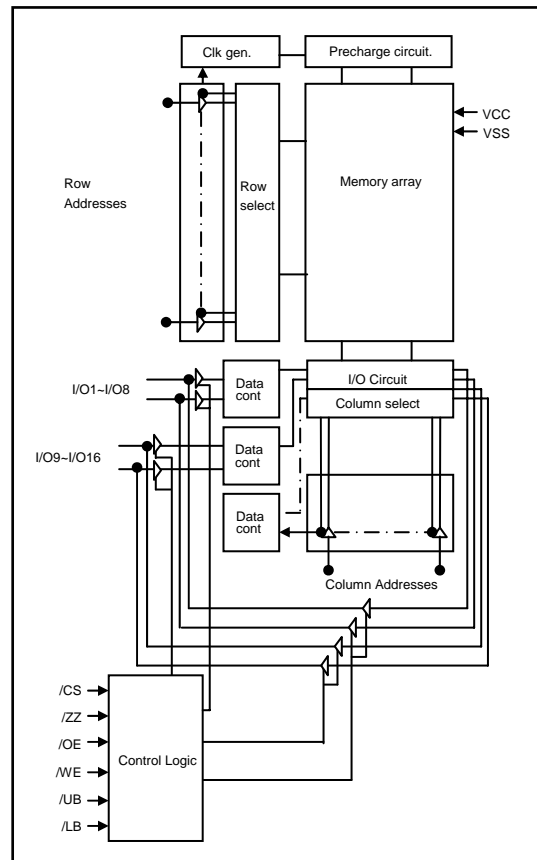 Clk gen.
Precharge circuit.
VCC
VSS
Row
Addresses
Row
select
Memory array
I/O1~I/O8
Data
cont
I/O Circuit
Column select
I/O9~I/O16
Data
cont
Data
cont
Column Addresses
/CS
/ZZ
/OE
/WE
/UB
/LB
Control Logic